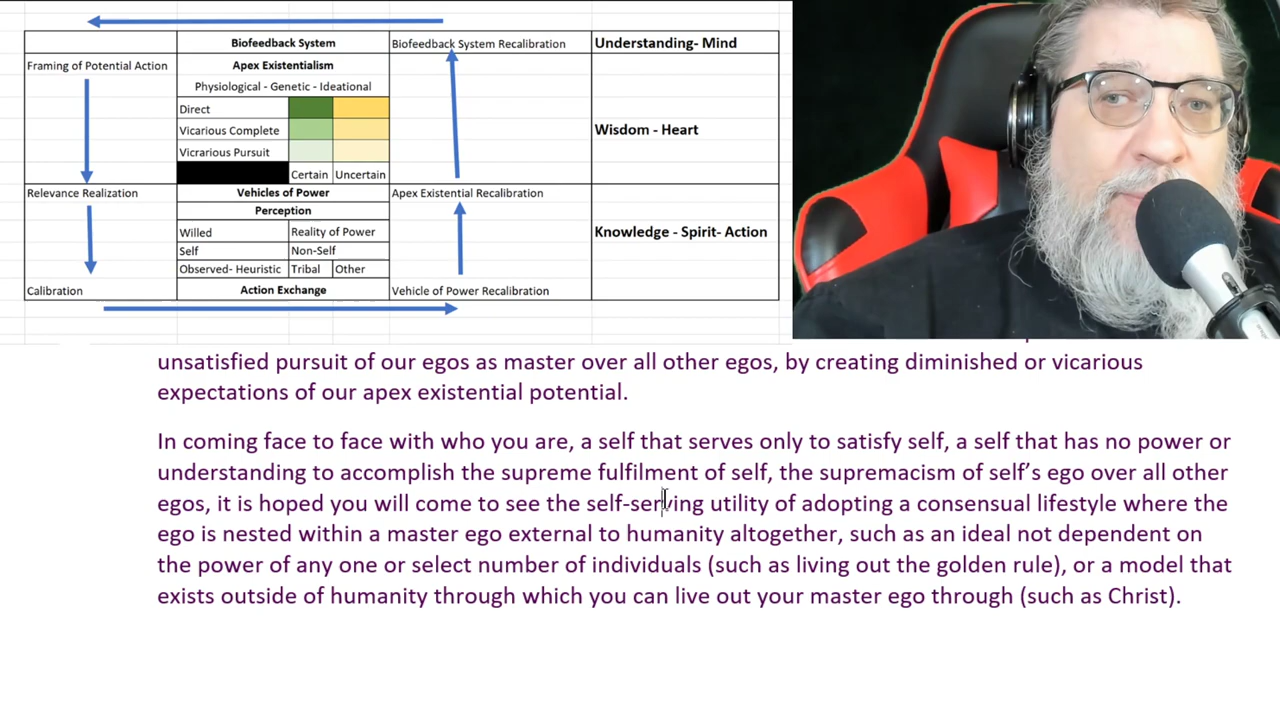 Biofeedback System
Biofeedback System Recalibration
Understanding- Mind
Framing of Potential Action
Apex Existentialism
Physiological - Genetic - Ideational
Direct
Vicarious Complete
Wisdom - Heart
Vicrarious Pursuit
Certain
Uncertain
Relevance Realization
Vehicles of Power
Apex Existential Recalibration
Perception
Willed
Reality of Power
Knowledge - Spirit- Action
Self
Non-Self
Observed- Heuristic
Tribal
Other
Calibration
Action Exchange
Vehicle of Power Recalibration
unsatisfied pursuit of our egos as master over all other egos, by creating diminished or vicarious
expectations of our apex existential potential.
In coming face to face with who you are, a self that serves only to satisfy self, a self that has no power or
understanding to accomplish the supreme fulfilment of self, the supremacism of self’s ego over all other
egos, it is hoped you will come to see the self-serving utility of adopting a consensual lifestyle where the
ego is nested within a master ego external to humanity altogether, such as an ideal not dependent on
the power of any one or select number of individuals (such as living out the golden rule), or a model that
exists outside of humanity through which you can live out your master ego through (such as Christ).